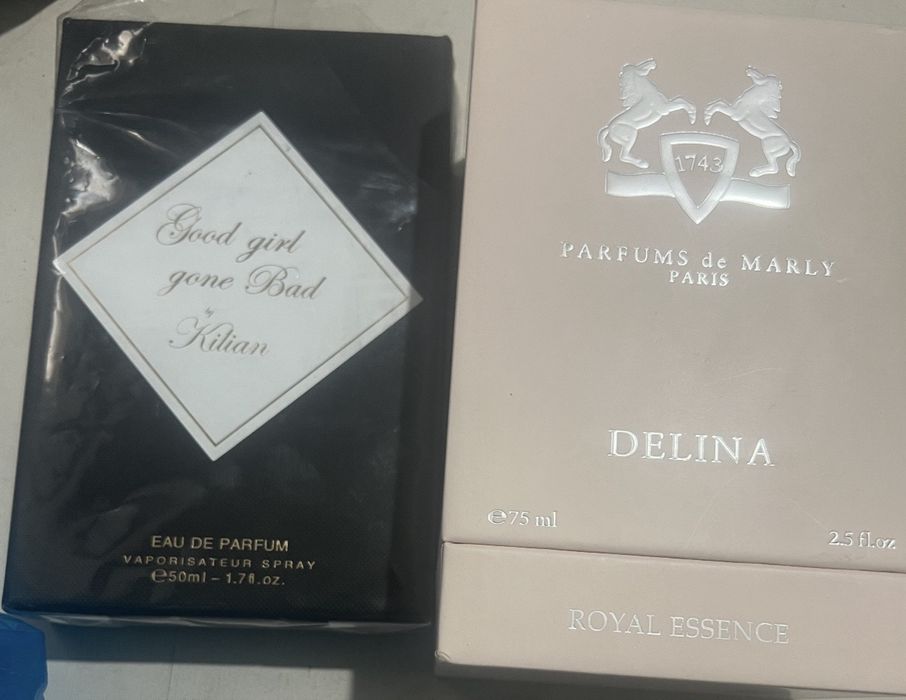 Good girl
gone Bad
by
Kilian
EAU DE PARFUM
VAPORISATEUR SPRAY
℮50ml – 1.7fl.oz.
1743
PARFUMS de MARLY
PARIS
DELINA
℮75 ml
2.5 fl.oz
ROYAL ESSENCE